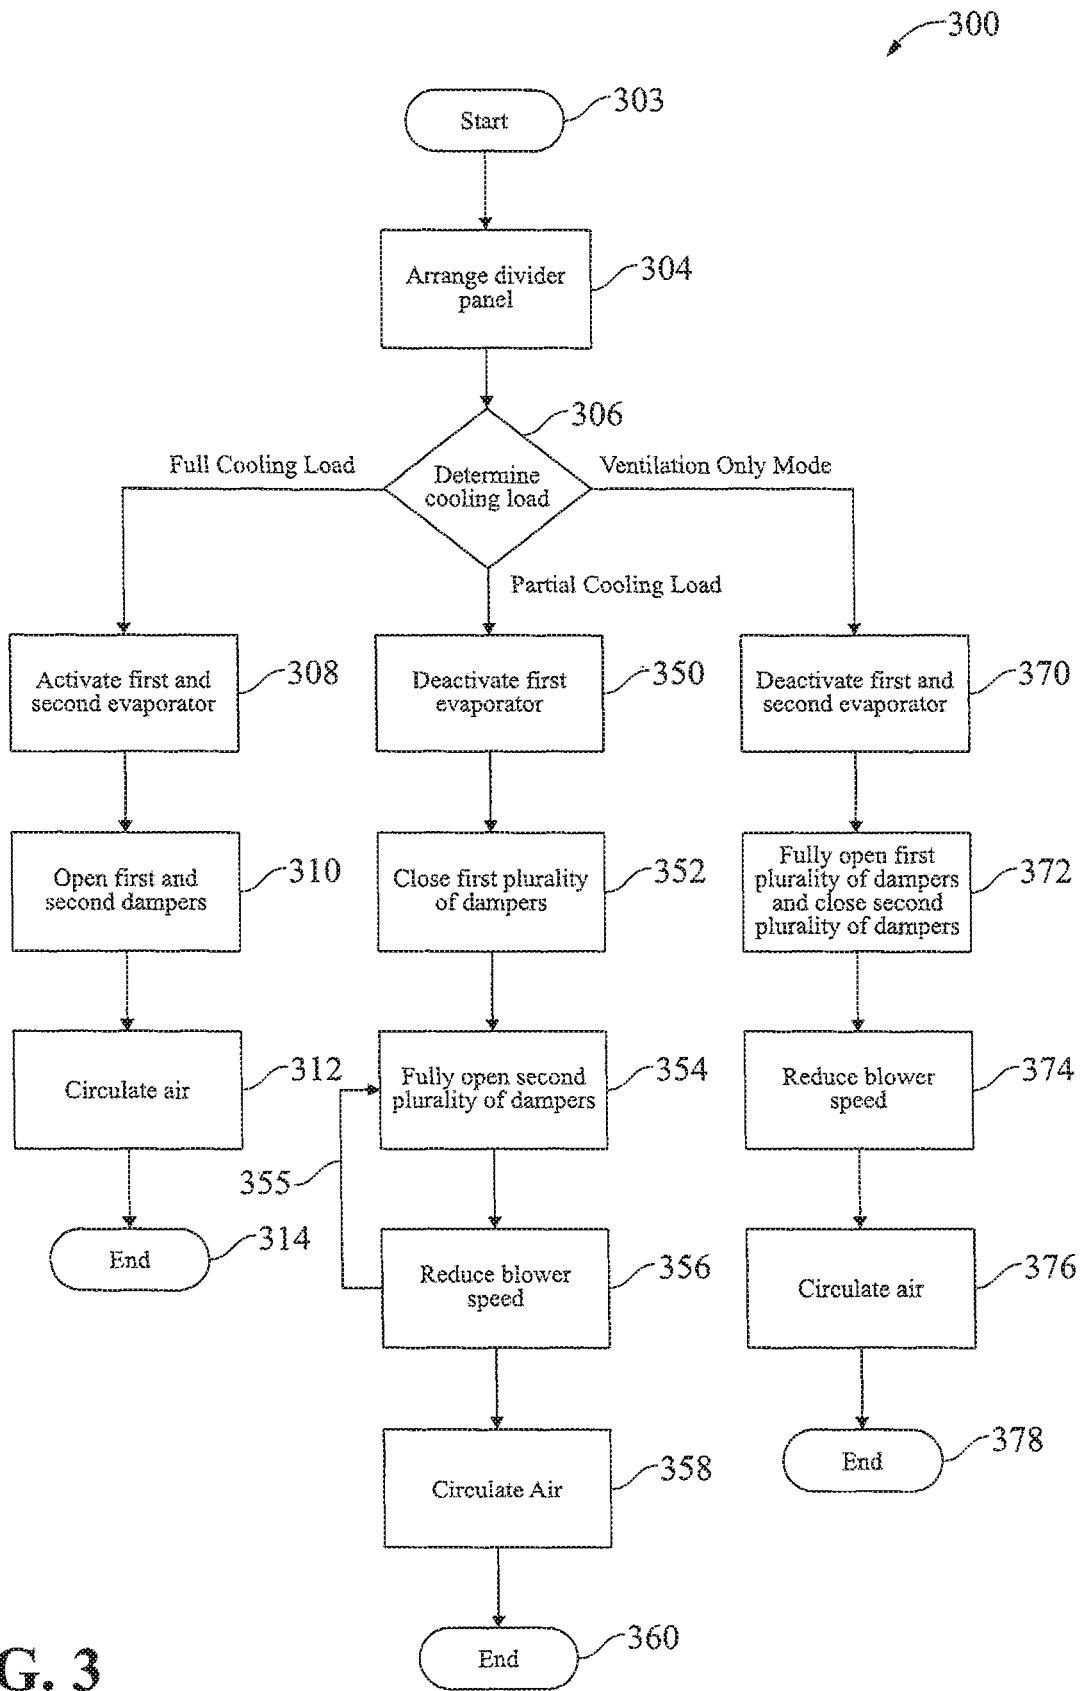 300
Start
303
Arrange divider
panel
304
306
Full Cooling Load
Determine
cooling load
Ventilation Only Mode
Partial Cooling Load
Activate first and
second evaporator
308
Deactivate first
evaporator
350
Deactivate first and
second evaporator
370
Open first and
second dampers
310
Close first plurality
of dampers
352
Fully open first
plurality of dampers
and close second
plurality of dampers
372
Circulate air
312
Fully open second
plurality of dampers
354
Reduce blower
speed
374
355
End
314
Reduce blower
speed
356
Circulate air
376
Circulate Air
358
End
378
End
360
G. 3